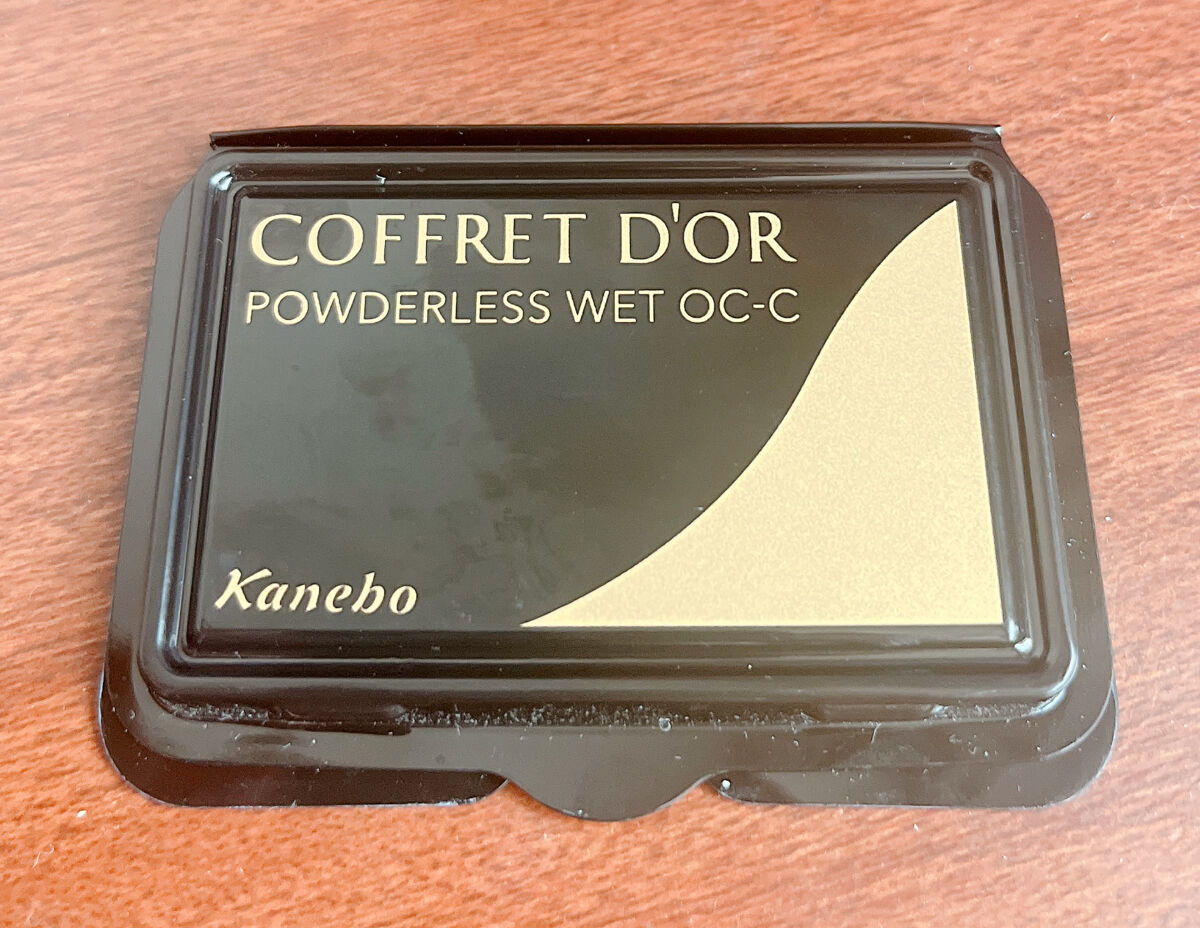 COFFRET D'OR
POWDERLESS WET OC-C
Kanebo